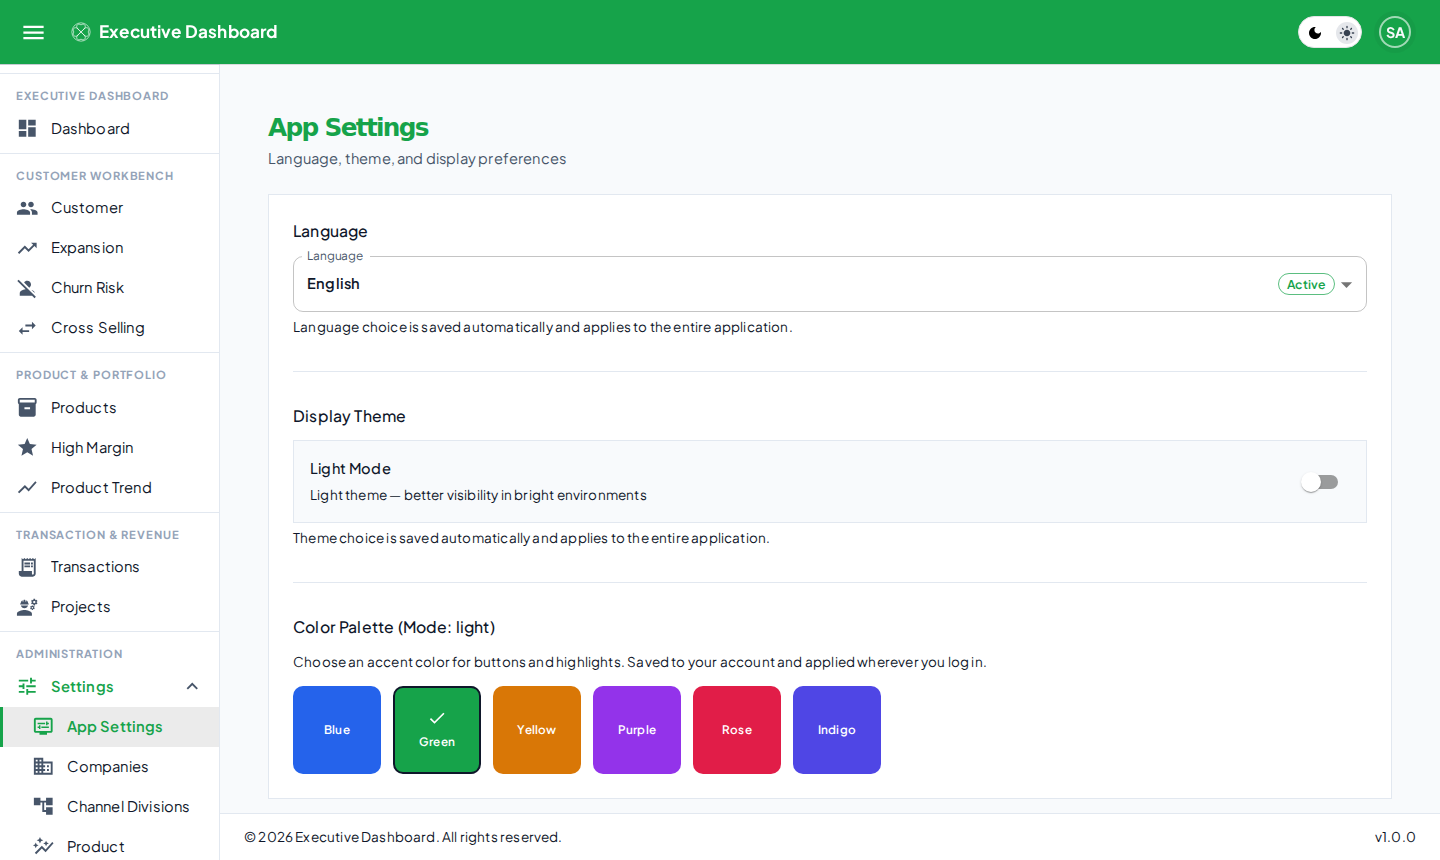 Executive Dashboard
SA
EXECUTIVE DASHBOARD
Dashboard
CUSTOMER WORKBENCH
Customer
Expansion
Churn Risk
Cross Selling
PRODUCT & PORTFOLIO
Products
High Margin
Product Trend
TRANSACTION & REVENUE
Transactions
Projects
ADMINISTRATION
Settings
App Settings
Companies
Channel Divisions
Product
App Settings
Language, theme, and display preferences
Language
Language
English
Active
Language choice is saved automatically and applies to the entire application.
Display Theme
Light Mode
Light theme — better visibility in bright environments
Theme choice is saved automatically and applies to the entire application.
Color Palette (Mode: light)
Choose an accent color for buttons and highlights. Saved to your account and applied wherever you log in.
Blue
Green
Yellow
Purple
Rose
Indigo
© 2026 Executive Dashboard. All rights reserved.
v1.0.0